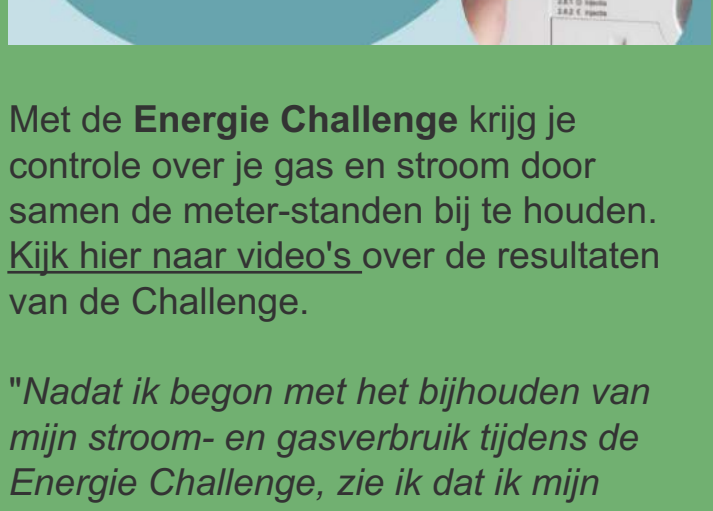 Met de Energie Challenge krijg je
controle over je gas en stroom door
samen de meter-standen bij te houden.
Kijk hier naar video's over de resultaten
van de Challenge.
"Nadat ik begon met het bijhouden van
mijn stroom- en gasverbruik tijdens de
Energie Challenge, zie ik dat ik mijn